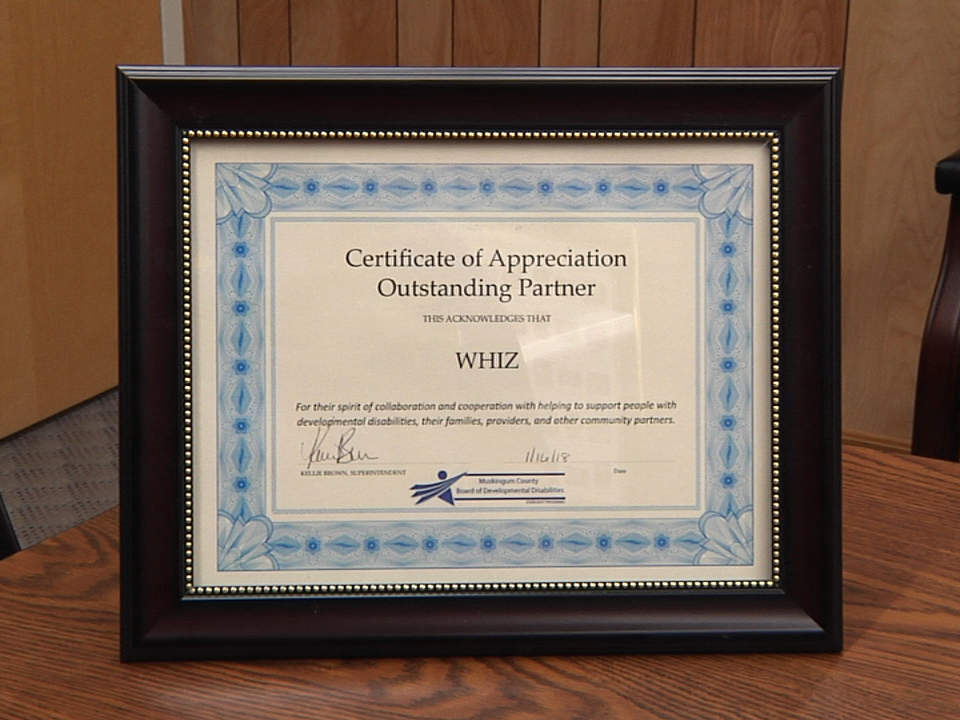 Certificate of Appreciation
Outstanding Partner
THIS ACKNOWLEDGES THAT
WHIZ
For their spirit of collaboration and cooperation with helping to support people with
developmental disabilities, their families, providers, and other community partners.
1/16/18
KELLIE BROWN, SUPERINTENDENT
Date
Muskingum County
Board of Developmental Disabilities